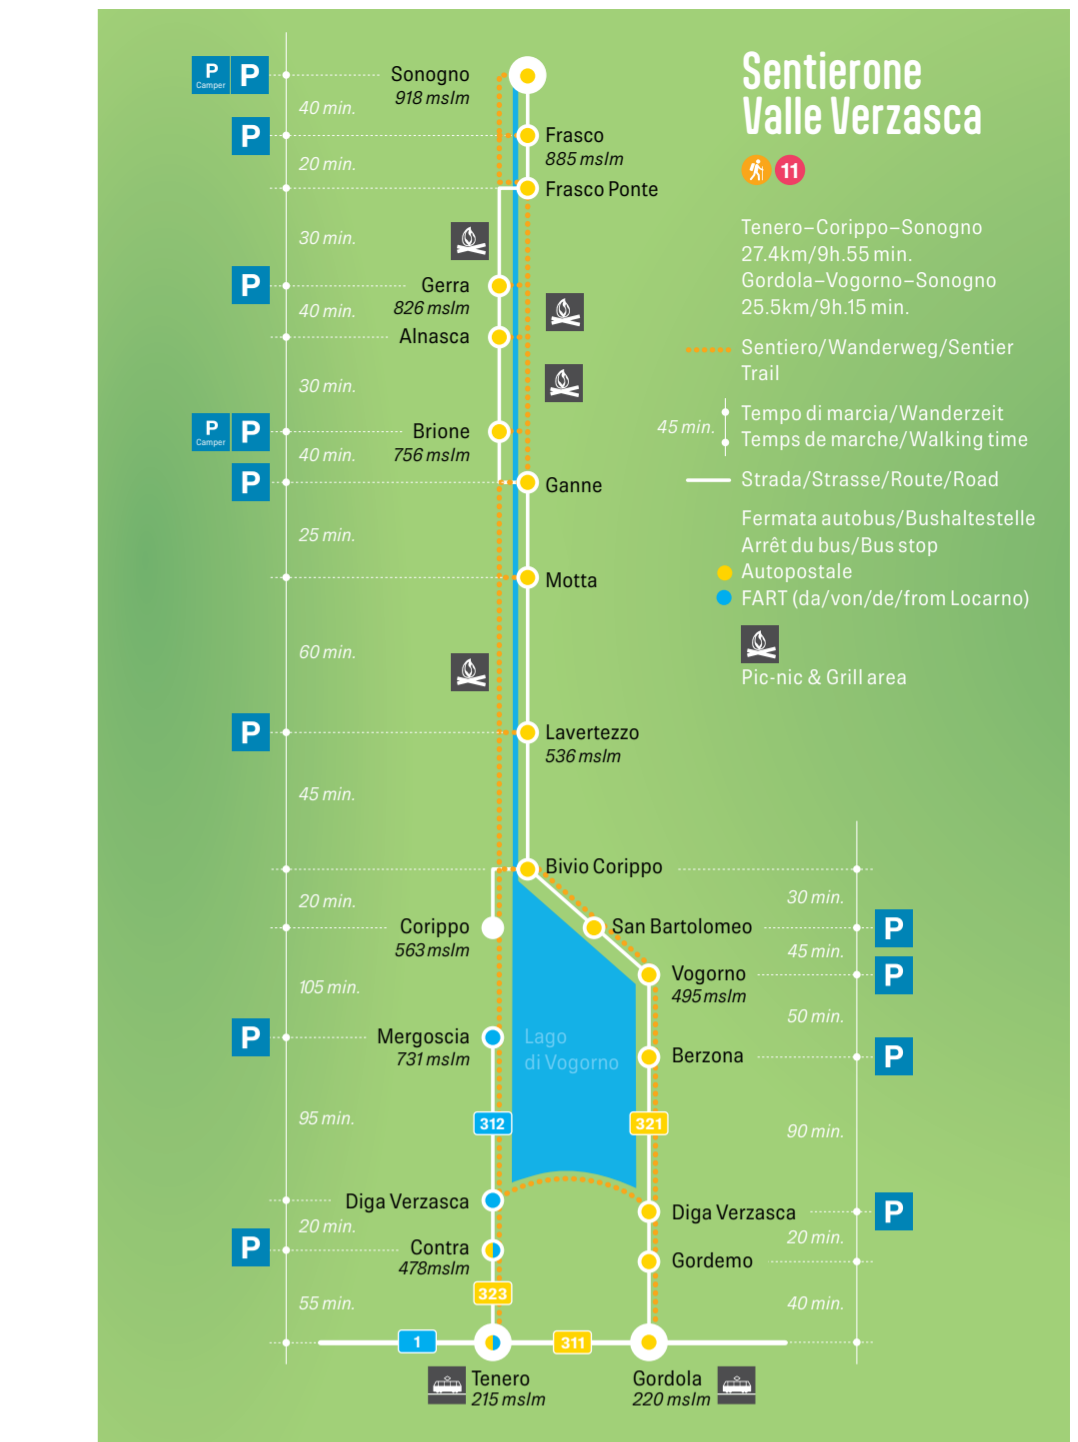 Sentierone
Valle Verzasca
11
Tenero–Corippo–Sonogno
27.4km/9h.55 min.
Gordola–Vogorno–Sonogno
25.5km/9h.15 min.
Sentiero/Wanderweg/Sentier
Trail
45 min.
Tempo di marcia/Wanderzeit
Temps de marche/Walking time
Strada/Strasse/Route/Road
Fermata autobus/Bushaltestelle
Arrêt du bus/Bus stop
Autopostale
FART (da/von/de/from Locarno)
Pic-nic & Grill area
P Camper
P
Sonogno
918 mslm
40 min.
P
Frasco
885 mslm
20 min.
Frasco Ponte
30 min.
P
Gerra
826 mslm
40 min.
Alnasca
30 min.
P Camper
P
Brione
756 mslm
40 min.
P
Ganne
25 min.
Motta
60 min.
P
Lavertezzo
536 mslm
45 min.
Bivio Corippo
20 min.
Corippo
563 mslm
105 min.
P
Mergoscia
731 mslm
Lago
di Vogorno
95 min.
312
Diga Verzasca
20 min.
P
Contra
478mslm
323
55 min.
1
311
Tenero
215 mslm
30 min.
San Bartolomeo
P
45 min.
Vogorno
495 mslm
P
50 min.
Berzona
P
321
90 min.
Diga Verzasca
P
20 min.
Gordemo
40 min.
Gordola
220 mslm